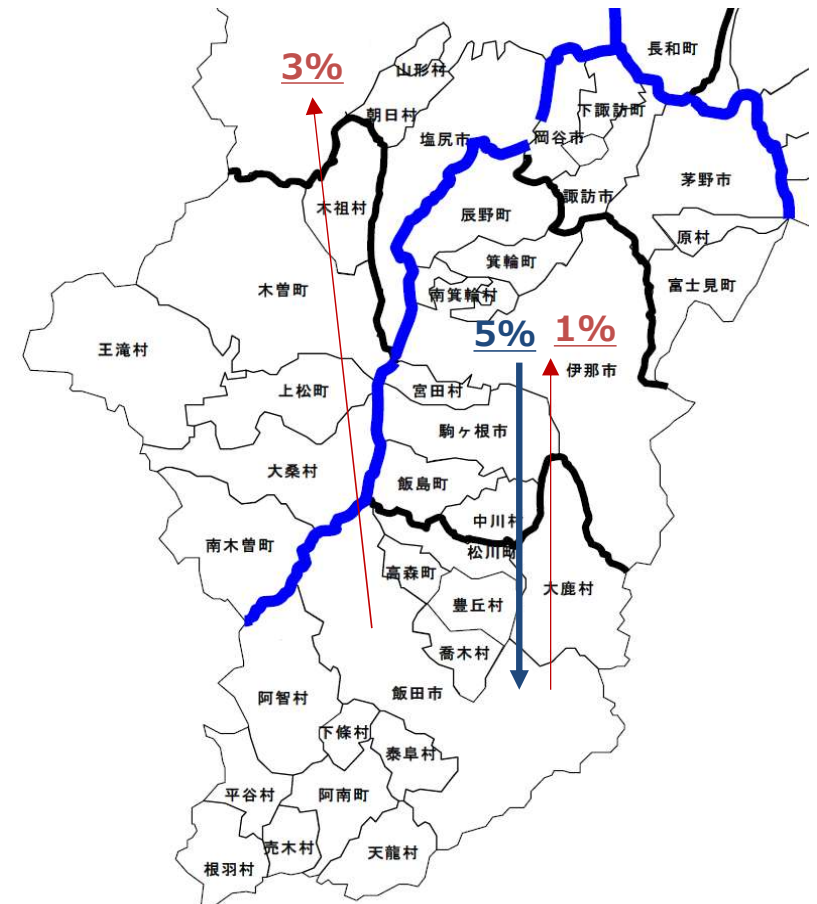 長和町
3%
山形村
下諏訪町
朝日村
塩尻市
岡谷市
茅野市
諏訪市
木祖村
辰野町
原村
箕輪町
富士見町
木曽町
南箕輪村
5%
1%
王滝村
伊那市
上松町
宮田村
駒ヶ根市
大桑村
飯島町
中川村
南木曽町
松川町
高森町
大鹿村
豊丘村
喬木村
飯田市
阿智村
下條村
泰阜村
平谷村
阿南町
売木村
天龍村
根羽村